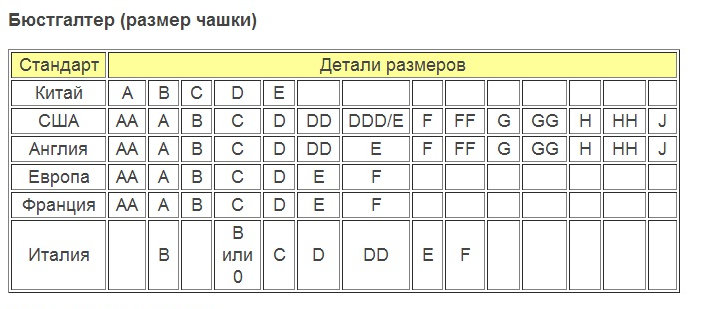 Бюстгалтер (размер чашки)
Стандарт Детали размеров
Китай A B C D E
США AA A B C D DD DDD/E F FF G GG H HH J
Англия AA A B C D DD E F FF G GG H HH J
Европа AA A B C D E F
Франция AA A B C D E F
Италия B B или 0 C D DD E F